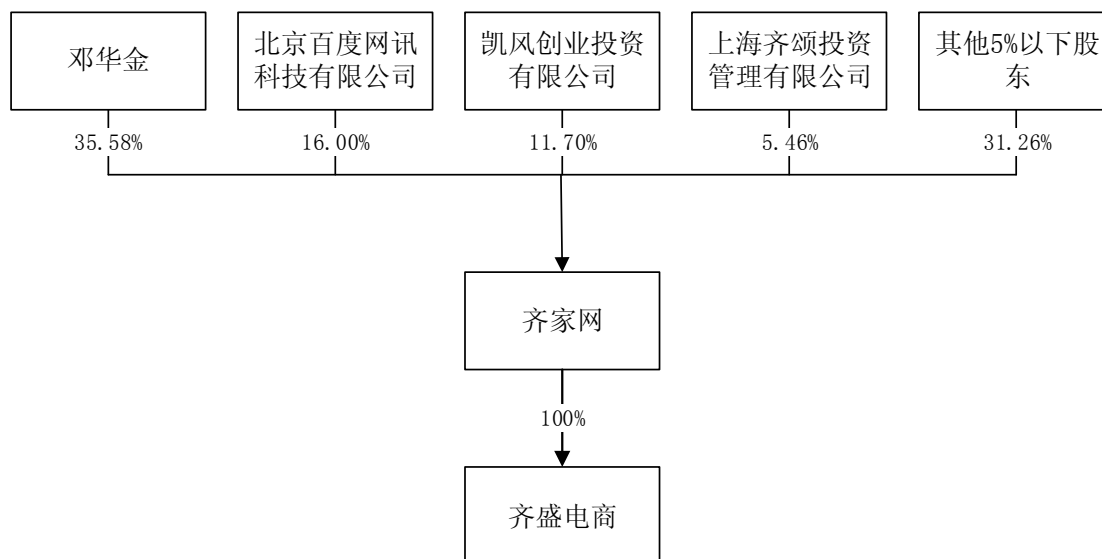 邓华金
北京百度网讯
科技有限公司
凯风创业投资
有限公司
上海齐颂投资
管理有限公司
其他5%以下股
东
35.58%
16.00%
11.70%
5.46%
31.26%
齐家网
100%
齐盛电商